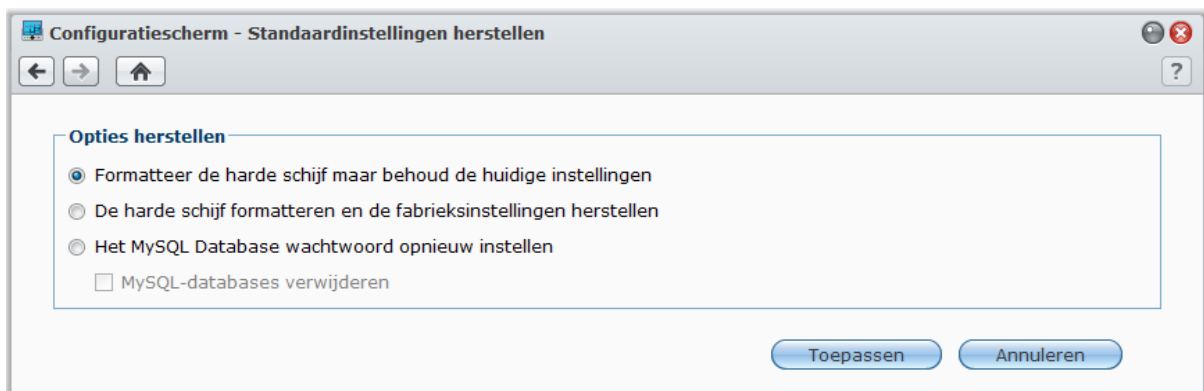 Configuratiescherm - Standaardinstellingen herstellen
?
Opties herstellen
Formatteer de harde schijf maar behoud de huidige instellingen
De harde schijf formatteren en de fabrieksinstellingen herstellen
Het MySQL Database wachtwoord opnieuw instellen
MySQL-databases verwijderen
Toepassen Annuleren